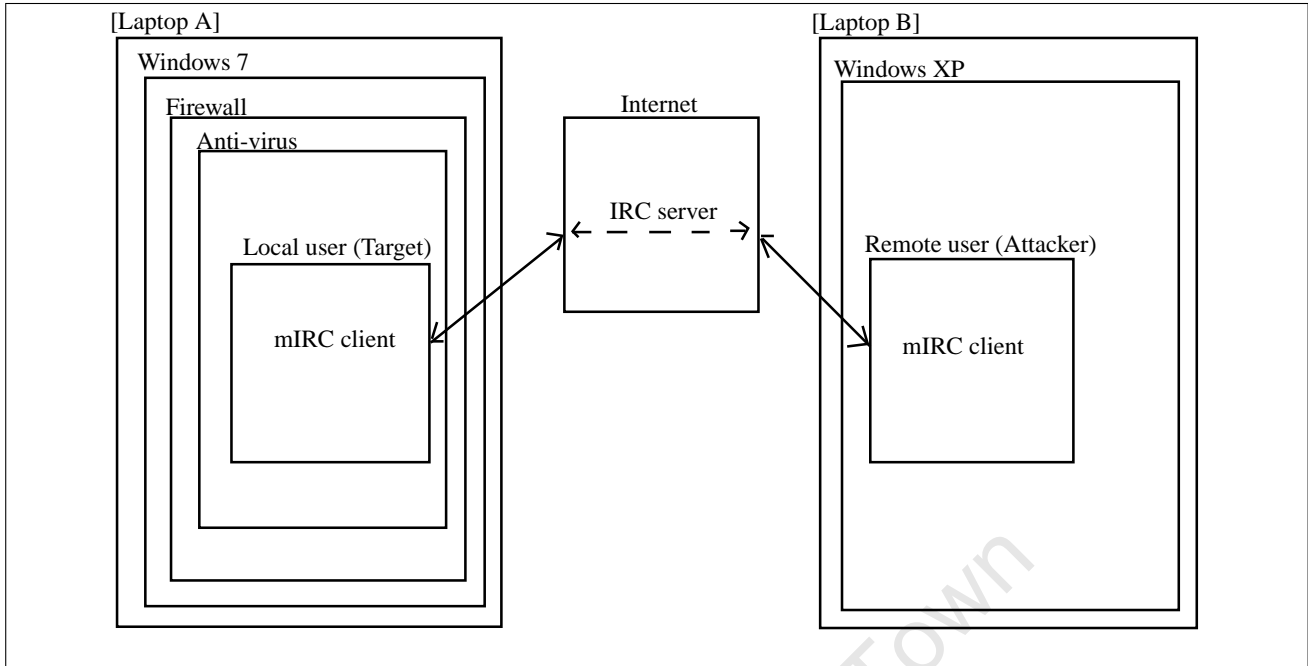 [Laptop A]
[Laptop B]
Windows 7
Windows XP
Firewall
Internet
Anti-virus
IRC server
Local user (Target)
Remote user (Attacker)
mIRC client
mIRC client
Town